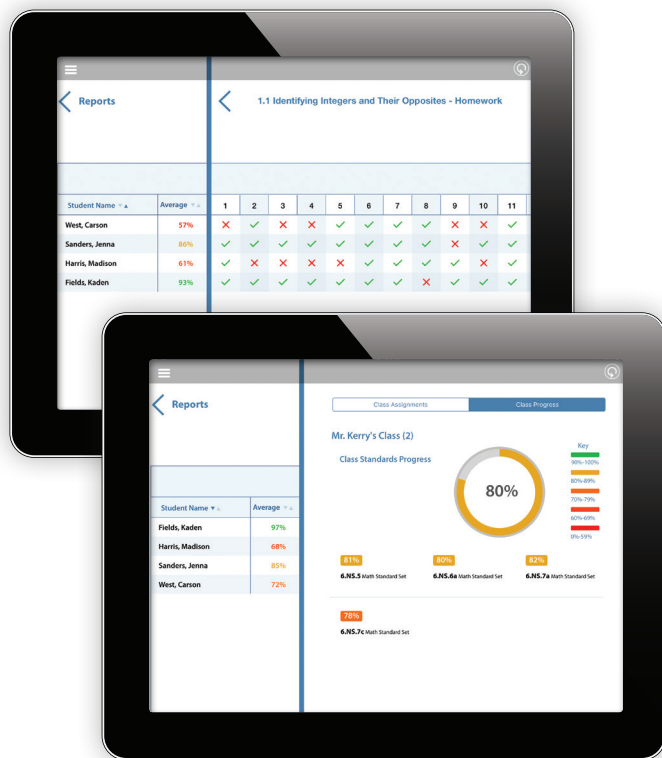 Reports
1.1 Identifying Integers and Their Opposites - Homework
Student Name Average 1 2 3 4 5 6 7 8 9 10 11
West, Carson 57% ✗ ✓ ✗ ✗ ✓ ✓ ✓ ✓ ✗ ✗ ✓
Sanders, Jenna 86% ✓ ✓ ✓ ✓ ✓ ✓ ✓ ✓ ✗ ✓ ✓
Harris, Madison 61% ✓ ✗ ✗ ✗ ✗ ✓ ✓ ✓ ✓ ✗ ✓
Fields, Kaden 93% ✓ ✓ ✓ ✓ ✓ ✓ ✓ ✗ ✓ ✓ ✓
Reports
Student Name Average
Fields, Kaden 97%
Harris, Madison 68%
Sanders, Jenna 85%
West, Carson 72%
Class Assignments Class Progress
Mr. Kerry's Class (2)
Class Standards Progress
80%
Key
90%-100%
80%-89%
70%-79%
60%-69%
0%-59%
81% 80% 82%
6.NS.5 Math Standard Set 6.NS.6a Math Standard Set 6.NS.7a Math Standard Set
78%
6.NS.7c Math Standard Set